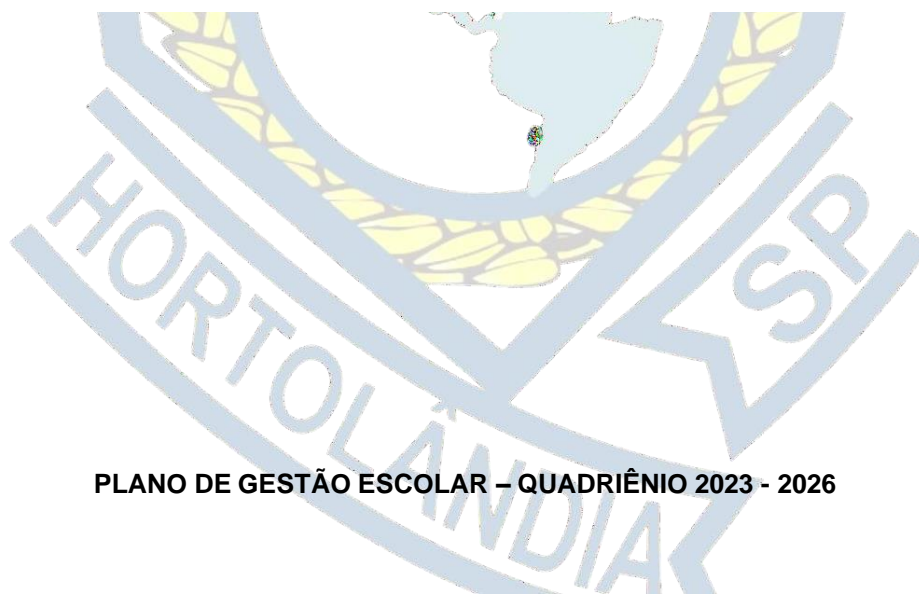 HORTOLÂNDIA
SP
PLANO DE GESTÃO ESCOLAR – QUADRIÊNIO 2023 - 2026